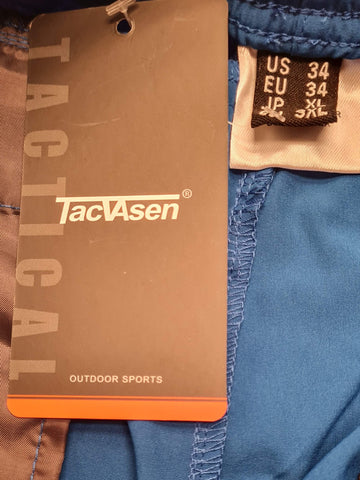 TACTICAL
TacVAsen®
OUTDOOR SPORTS
US 34
EU 34
JP XL